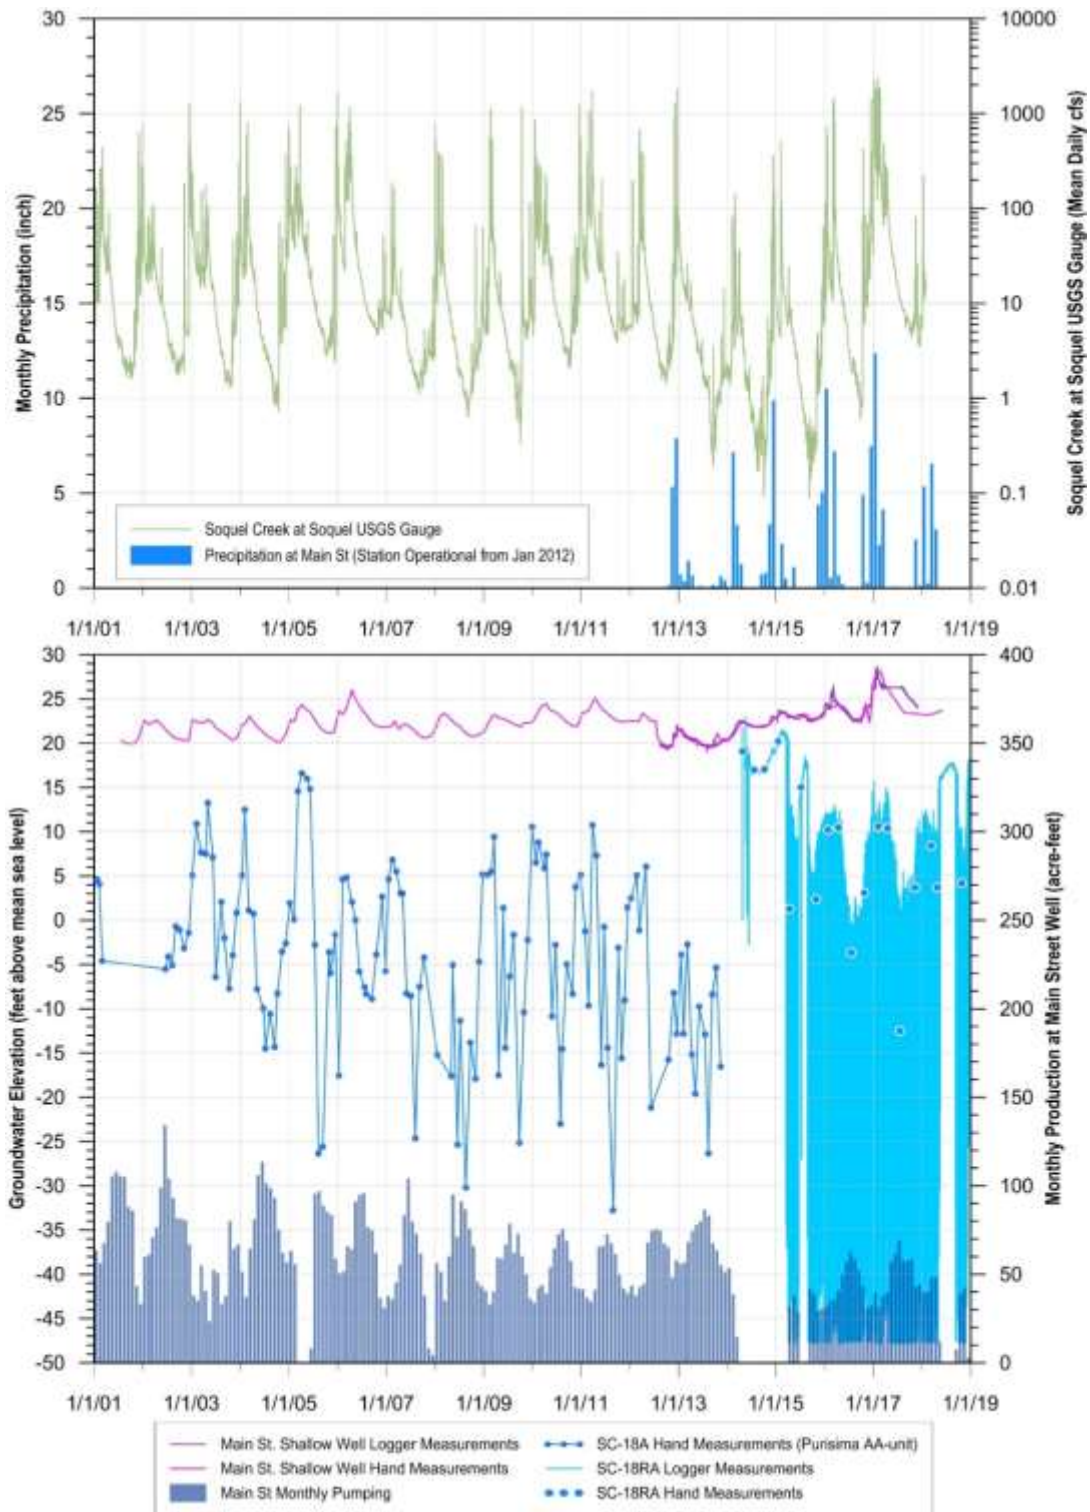 30
25
20
15
10
5
0
Monthly Precipitation (inch)
10000
1000
100
10
1
0.1
0.01
Soquel Creek at Soquel USGS Gauge (Mean Daily cfs)
Soquel Creek at Soquel USGS Gauge
Precipitation at Main St (Station Operational from Jan 2012)
1/1/01 1/1/03 1/1/05 1/1/07 1/1/09 1/1/11 1/1/13 1/1/15 1/1/17 1/1/19
30
25
20
15
10
5
0
-5
-10
-15
-20
-25
-30
-35
-40
-45
-50
Groundwater Elevation (feet above mean sea level)
400
350
300
250
200
150
100
50
0
Monthly Production at Main Street Well (acre-feet)
1/1/01 1/1/03 1/1/05 1/1/07 1/1/09 1/1/11 1/1/13 1/1/15 1/1/17 1/1/19
Main St. Shallow Well Logger Measurements
Main St. Shallow Well Hand Measurements
Main St Monthly Pumping
SC-18A Hand Measurements (Purisima AA-unit)
SC-18RA Logger Measurements
SC-18RA Hand Measurements